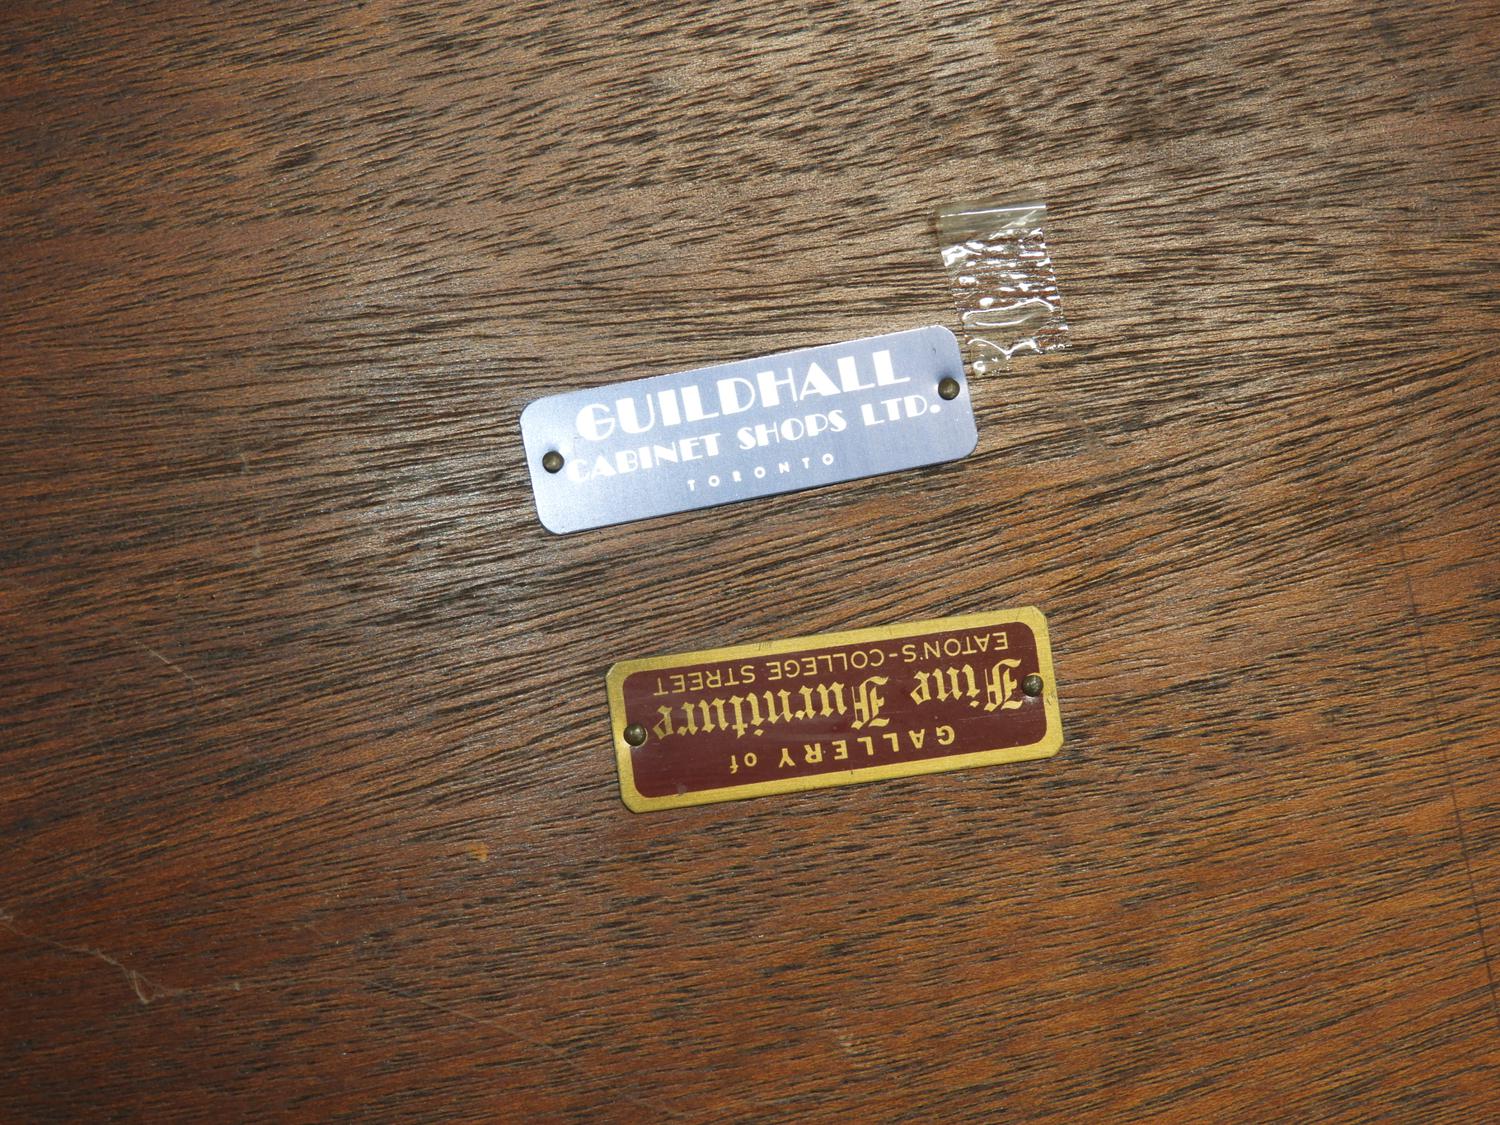 GUILDHALL
CABINET SHOPS LTD.
TORONTO
GALLERY of
Fine Furniture
EATON'S-COLLEGE STREET